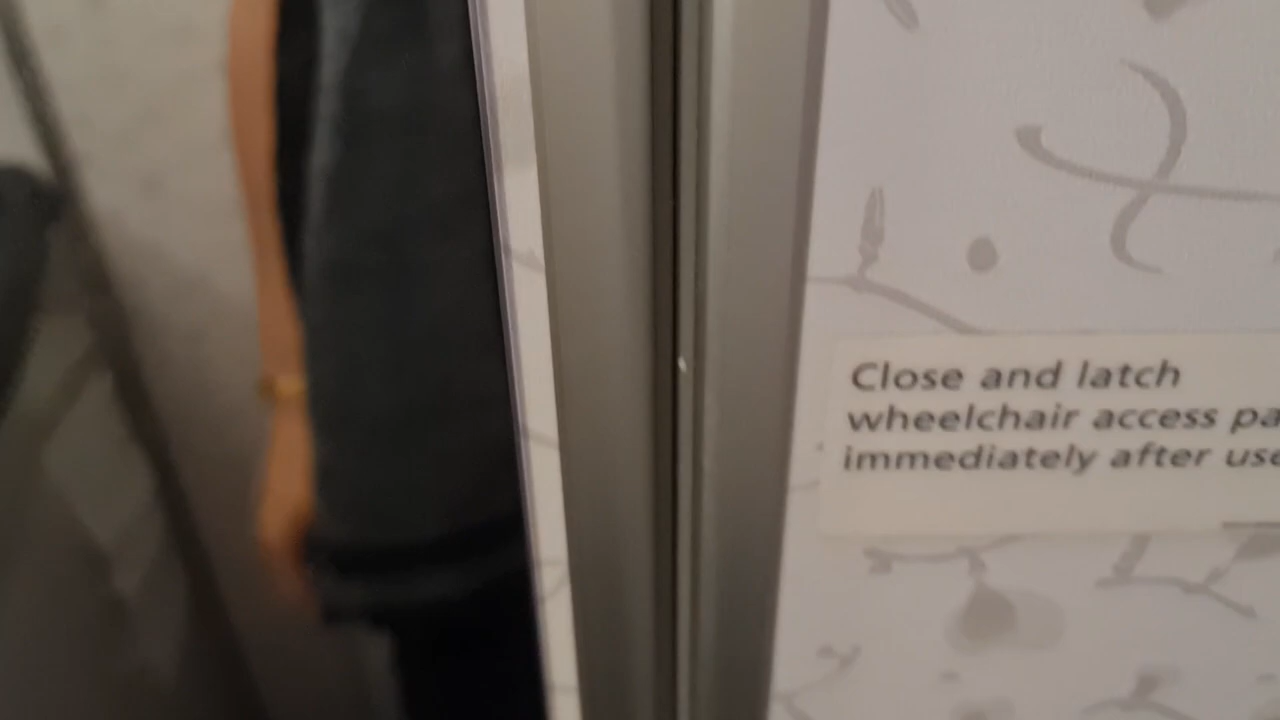 Close and latch
wheelchair access
immediately after